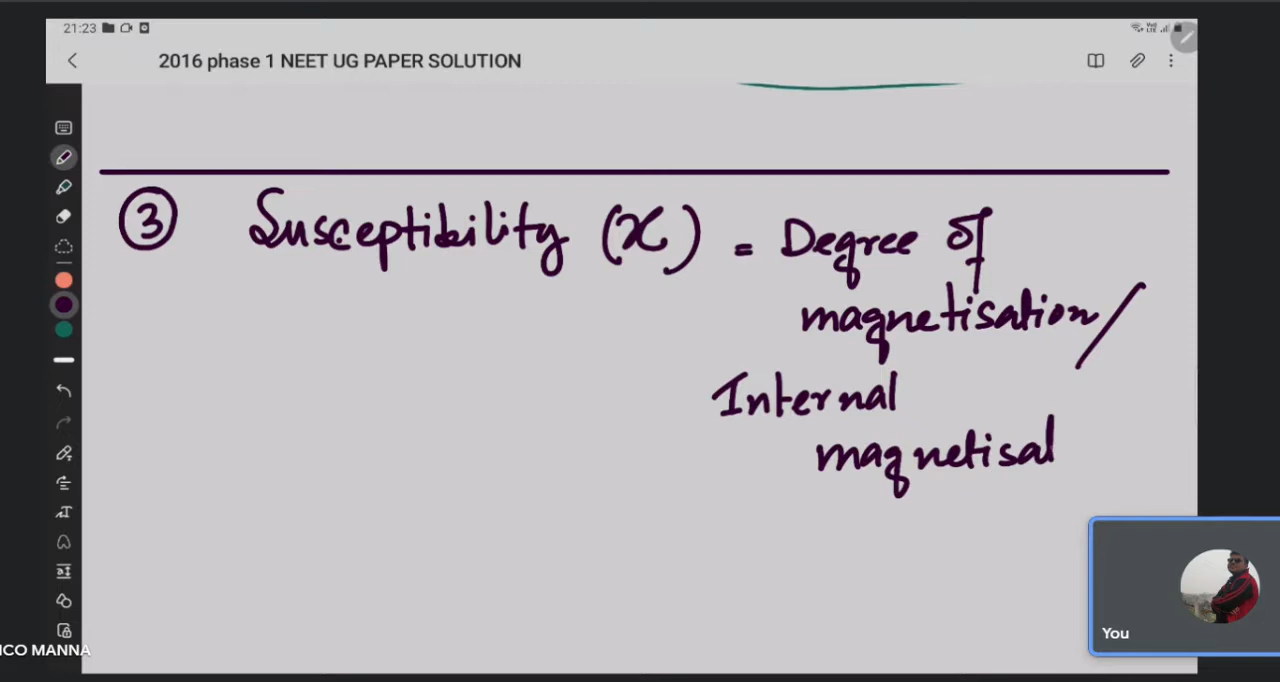 21:23
2016 phase 1 NEET UG PAPER SOLUTION
③ Susceptibility (χ) = Degree of
magnetisation/
Internal
magnetisal
You
ICO MANNA